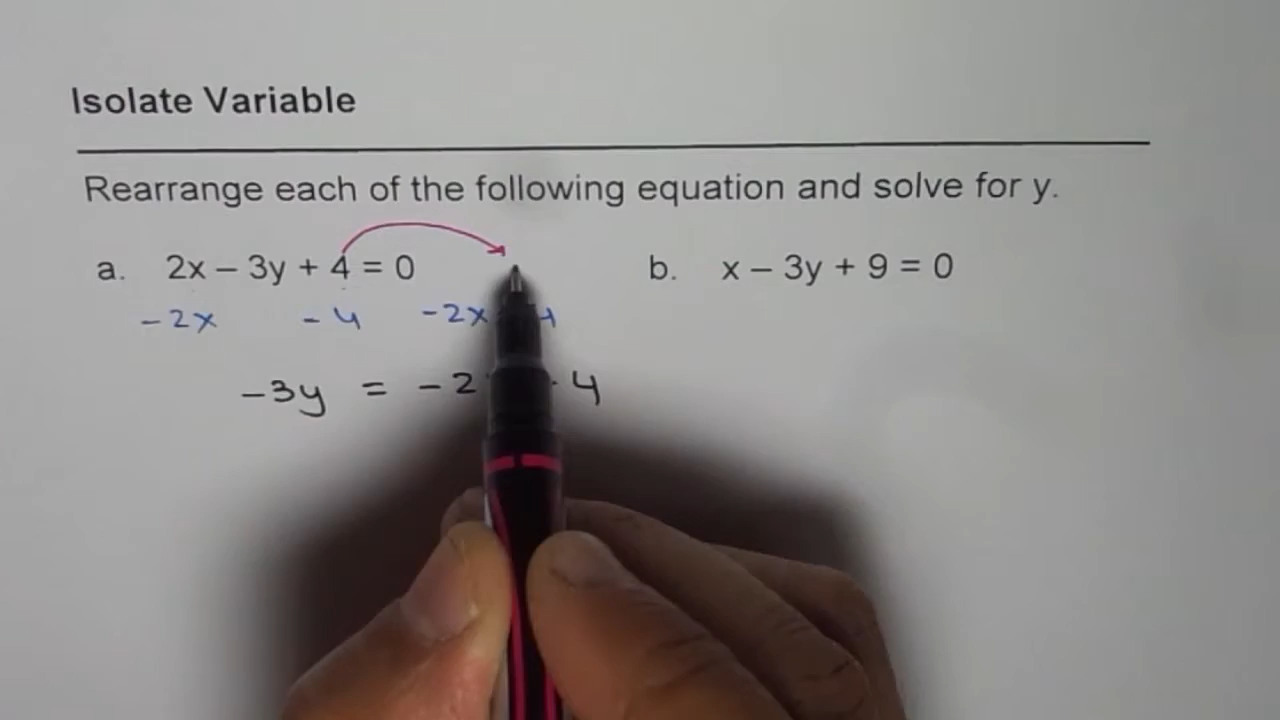 Isolate Variable
Rearrange each of the following equation and solve for y.
a. 2x – 3y + 4 = 0 b. x – 3y + 9 = 0
- 2x - 4 - 2x 4
- 3y = - 2 4